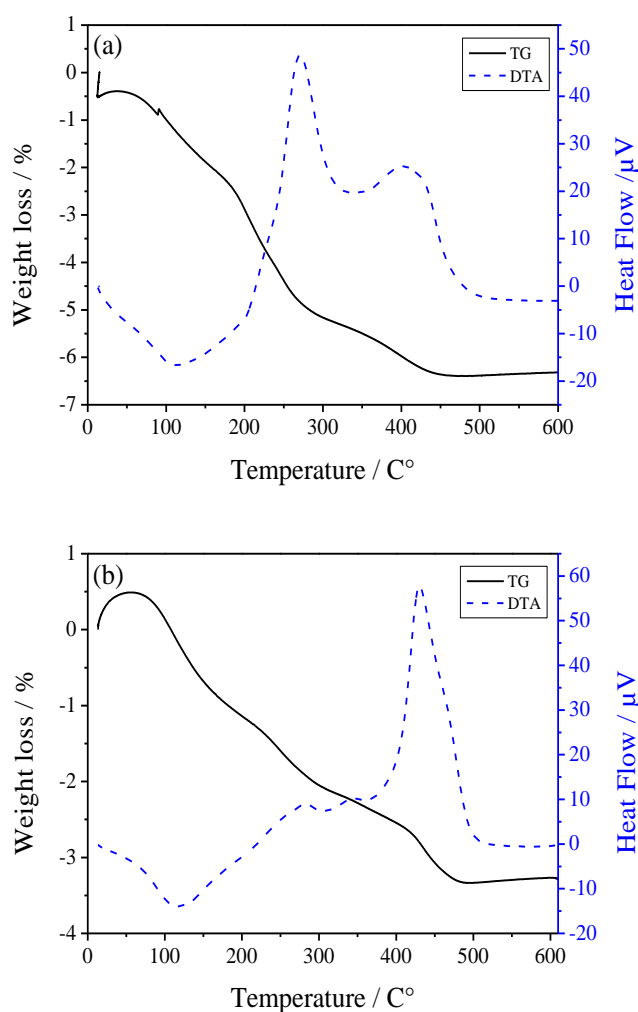 (a)
TG
DTA
1
0
-1
-2
-3
-4
-5
-6
-7
Weight loss / %
50
40
30
20
10
0
-10
-20
Heat Flow /µV
0 100 200 300 400 500 600
Temperature / C°
(b)
TG
DTA
1
0
-1
-2
-3
-4
Weight loss / %
60
50
40
30
20
10
0
-10
-20
Heat Flow / µV
0 100 200 300 400 500 600
Temperature / C°